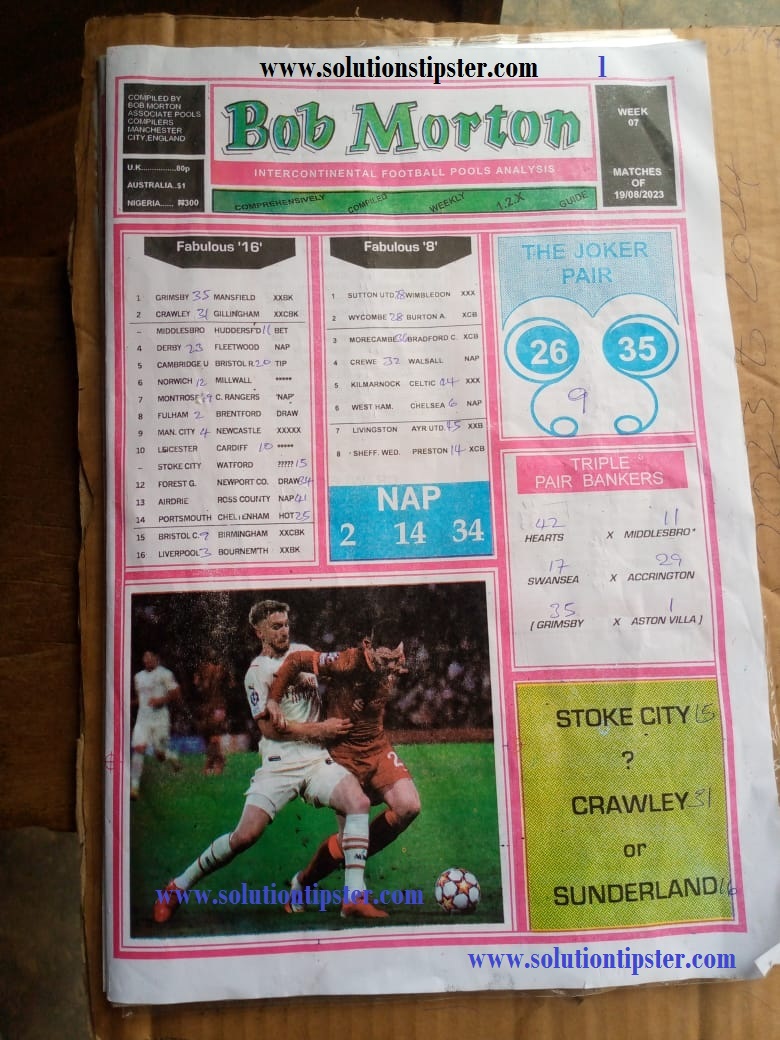 www.solutionstipster.com 1
COMPILED BY
BOB MORTON
ASSOCIATE POOLS
COMPILERS
MANCHESTER
CITY,ENGLAND
U.K...............80p
AUSTRALIA..$1
NIGERIA...... ₦300
Bob Morton
INTERCONTINENTAL FOOTBALL POOLS ANALYSIS
COMPREHENSIVELY COMPILED WEEKLY 1.2.X GUIDE
WEEK
07
MATCHES
OF
19/08/2023
Fabulous '16'
1 GRIMSBY 35 MANSFIELD XXBK
2 CRAWLEY 31 GILLINGHAM XXCBK
– MIDDLESBRO HUDDERSF'D 11 BET
4 DERBY 23 FLEETWOOD NAP
5 CAMBRIDGE U BRISTOL R. 20 TIP
6 NORWICH 12 MILLWALL *****
7 MONTROSE 49 C. RANGERS 'NAP'
8 FULHAM 2 BRENTFORD DRAW
9 MAN. CITY 4 NEWCASTLE XXXXX
10 LEICESTER CARDIFF 10 *****
– STOKE CITY WATFORD ????? 15
12 FOREST G. NEWPORT CO. DRAW 34
13 AIRDRIE ROSS COUNTY NAP 41
14 PORTSMOUTH CHELTENHAM HOT 25
15 BRISTOL C. 7 BIRMINGHAM XXCBK
16 LIVERPOOL 3 BOURNEM'TH XXBK
Fabulous '8'
1 SUTTON UTD. 38 WIMBLEDON XXX
2 WYCOMBE 28 BURTON A. XCB
3 MORECAMBE 36 BRADFORD C. XCB
4 CREWE 32 WALSALL NAP
5 KILMARNOCK CELTIC 44 XXX
6 WEST HAM. CHELSEA 6 NAP
7 LIVINGSTON AYR UTD. 45 XXB
8 SHEFF. WED. PRESTON 14 XCB
NAP
2 14 34
THE JOKER
PAIR
26 35
9
TRIPLE
PAIR BANKERS
42 11
HEARTS X MIDDLESBRO*
17 29
SWANSEA X ACCRINGTON
35 1
( GRIMSBY X ASTON VILLA )
2
STOKE CITY 15
?
CRAWLEY 31
or
SUNDERLAND 16
www.solutiontipster.com
www.solutiontipster.com